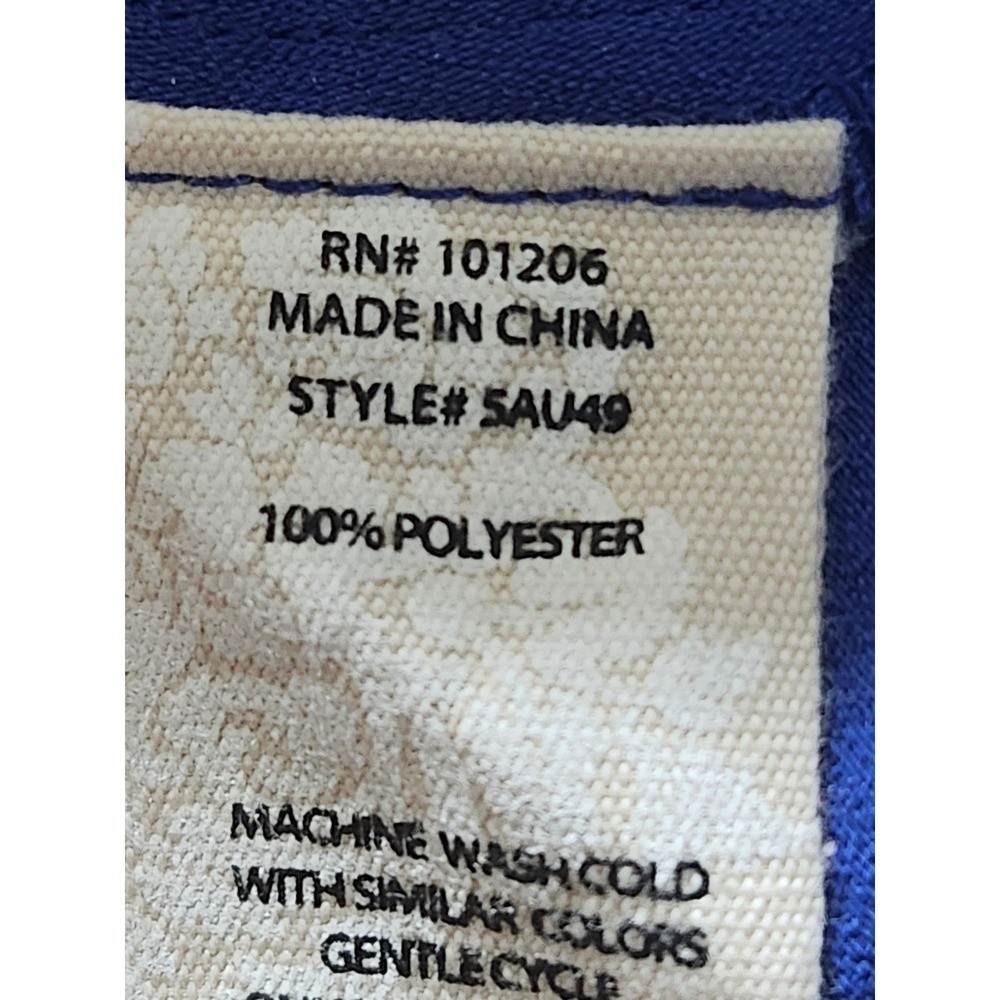 RN# 101206
MADE IN CHINA
STYLE# 5AU49
100% POLYESTER
MACHINE WASH COLD
WITH SIMILAR COLORS
GENTLE CYCLE